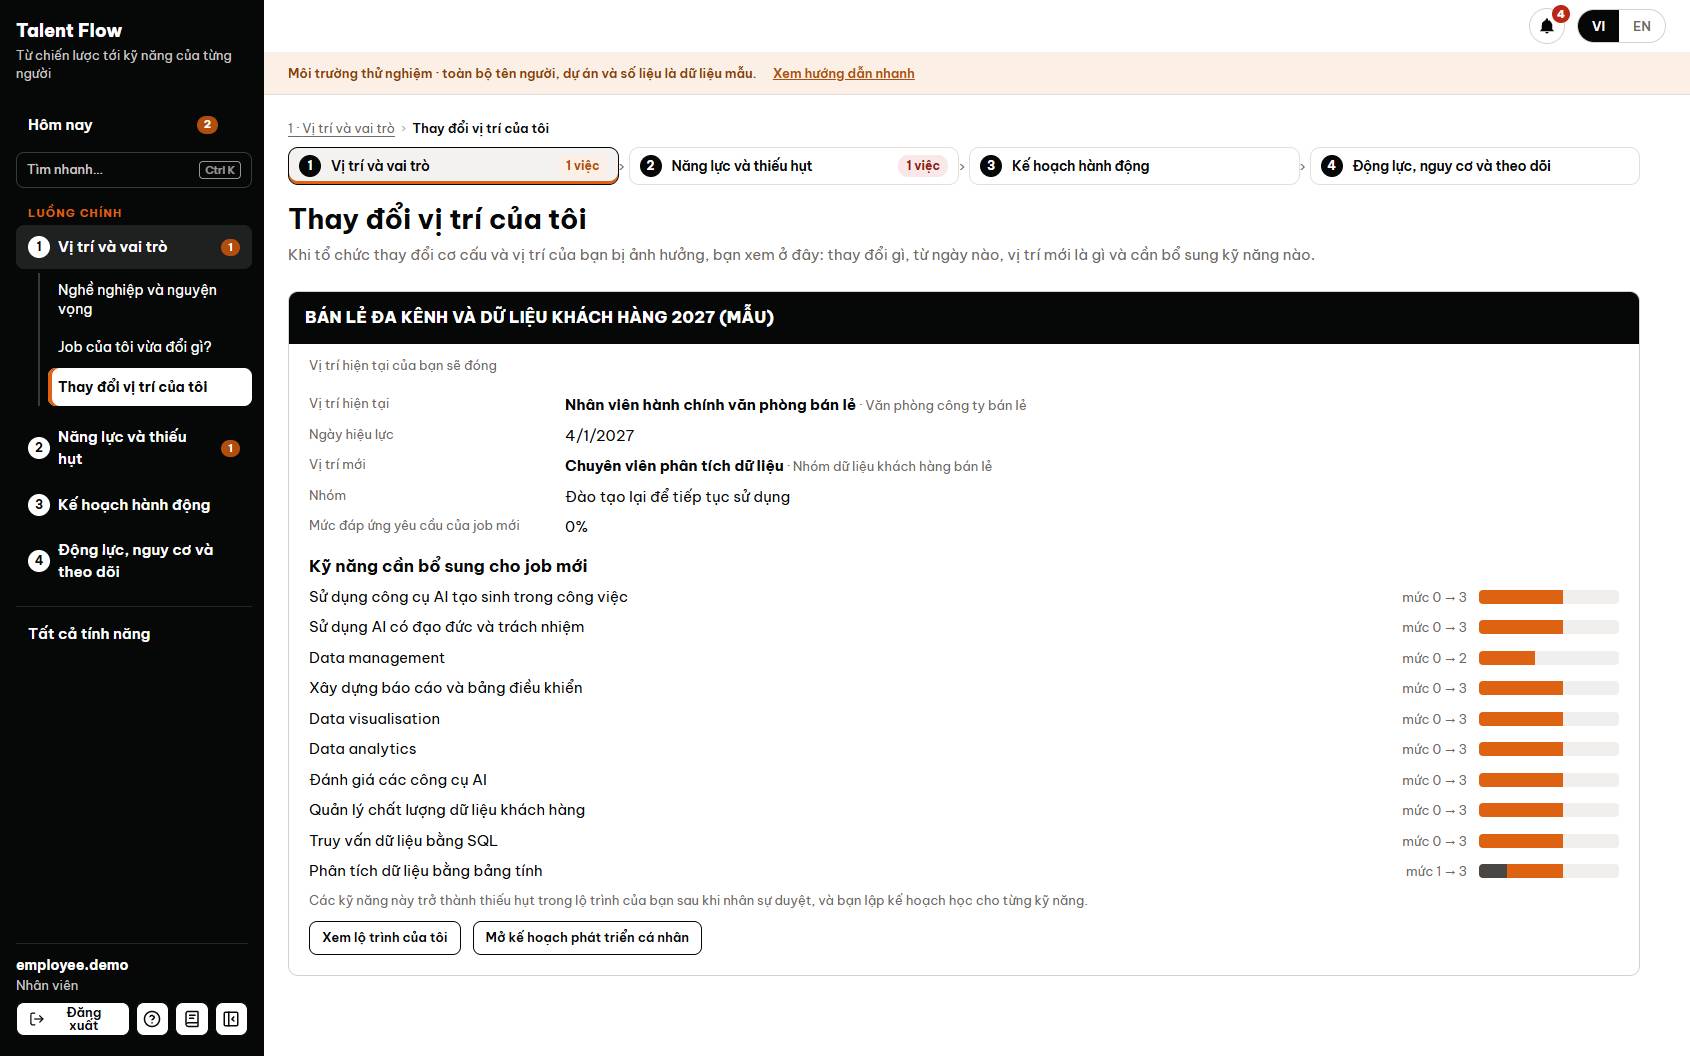 Talent Flow
Từ chiến lược tới kỹ năng của từng
người
Hôm nay
2
Tìm nhanh...
Ctrl K
LUỒNG CHÍNH
1
Vị trí và vai trò
1
Nghề nghiệp và nguyện
vọng
Job của tôi vừa đổi gì?
Thay đổi vị trí của tôi
2
Năng lực và thiếu
hụt
1
3
Kế hoạch hành động
4
Động lực, nguy cơ và
theo dõi
Tất cả tính năng
employee.demo
Nhân viên
Đăng
xuất
4
VI
EN
Môi trường thử nghiệm · toàn bộ tên người, dự án và số liệu là dữ liệu mẫu.
Xem hướng dẫn nhanh
1 · Vị trí và vai trò › Thay đổi vị trí của tôi
1 Vị trí và vai trò 1 việc ›
2 Năng lực và thiếu hụt 1 việc ›
3 Kế hoạch hành động ›
4 Động lực, nguy cơ và theo dõi
Thay đổi vị trí của tôi
Khi tổ chức thay đổi cơ cấu và vị trí của bạn bị ảnh hưởng, bạn xem ở đây: thay đổi gì, từ ngày nào, vị trí mới là gì và cần bổ sung kỹ năng nào.
BÁN LẺ ĐA KÊNH VÀ DỮ LIỆU KHÁCH HÀNG 2027 (MẪU)
Vị trí hiện tại của bạn sẽ đóng
Vị trí hiện tại
Nhân viên hành chính văn phòng bán lẻ · Văn phòng công ty bán lẻ
Ngày hiệu lực
4/1/2027
Vị trí mới
Chuyên viên phân tích dữ liệu · Nhóm dữ liệu khách hàng bán lẻ
Nhóm
Đào tạo lại để tiếp tục sử dụng
Mức đáp ứng yêu cầu của job mới
0%
Kỹ năng cần bổ sung cho job mới
Sử dụng công cụ AI tạo sinh trong công việc
mức 0 → 3
Sử dụng AI có đạo đức và trách nhiệm
mức 0 → 3
Data management
mức 0 → 2
Xây dựng báo cáo và bảng điều khiển
mức 0 → 3
Data visualisation
mức 0 → 3
Data analytics
mức 0 → 3
Đánh giá các công cụ AI
mức 0 → 3
Quản lý chất lượng dữ liệu khách hàng
mức 0 → 3
Truy vấn dữ liệu bằng SQL
mức 0 → 3
Phân tích dữ liệu bằng bảng tính
mức 1 → 3
Các kỹ năng này trở thành thiếu hụt trong lộ trình của bạn sau khi nhân sự duyệt, và bạn lập kế hoạch học cho từng kỹ năng.
Xem lộ trình của tôi
Mở kế hoạch phát triển cá nhân